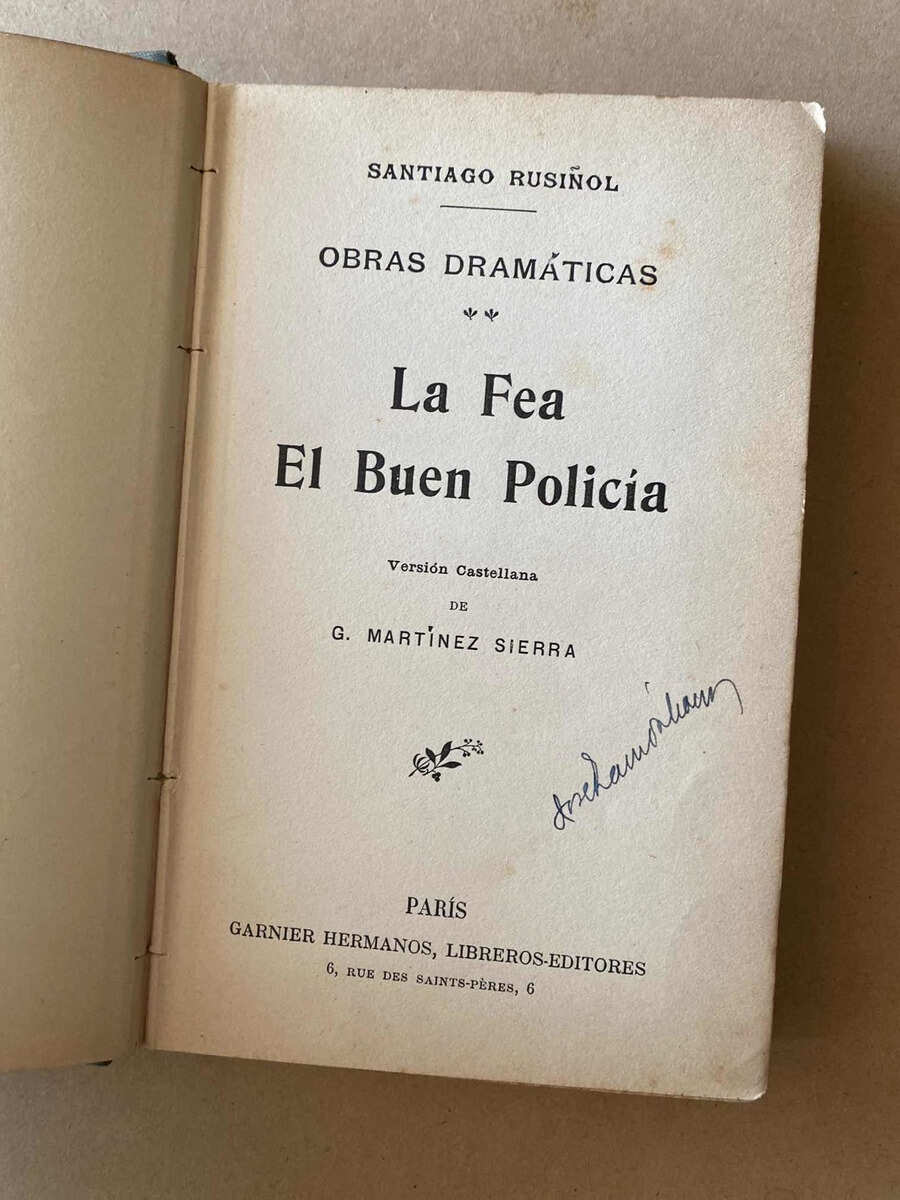 SANTIAGO RUSIÑOL
OBRAS DRAMÁTICAS
La Fea
El Buen Policía
Versión Castellana
DE
G. MARTÍNEZ SIERRA
PARÍS
GARNIER HERMANOS, LIBREROS-EDITORES
6, RUE DES SAINTS-PÈRES, 6